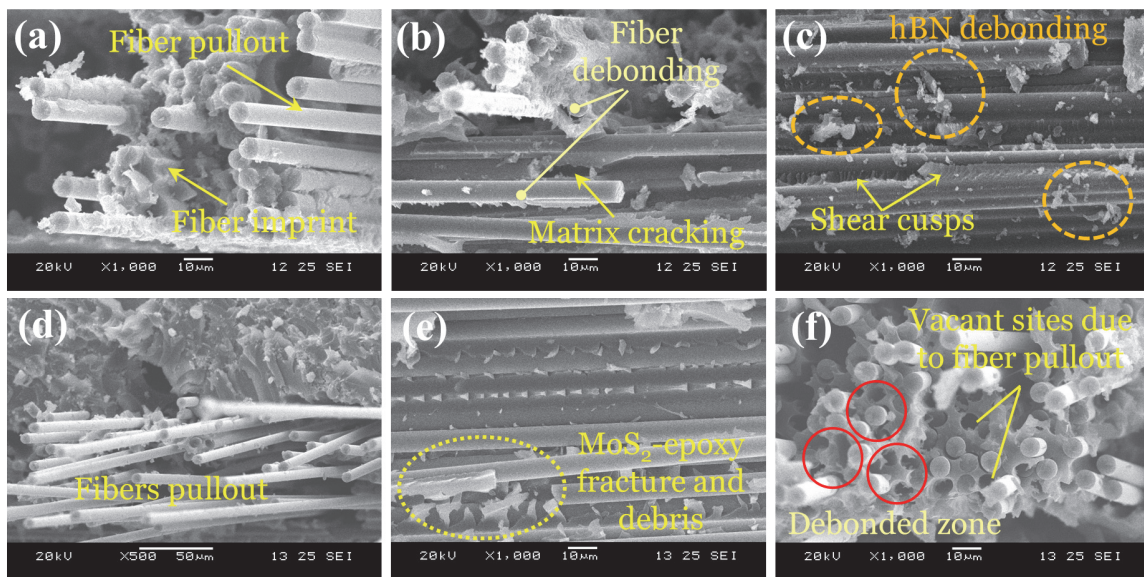 (a)
Fiber pullout
Fiber imprint
20kV X1,000 10μm 12 25 SEI
(b)
Fiber
debonding
Matrix cracking
20kV X1,000 10μm 12 25 SEI
(c)
hBN debonding
Shear cusps
20kV X1,000 10μm 12 25 SEI
(d)
Fibers pullout
20kV X500 50μm 13 25 SEI
(e)
MoS₂-epoxy
fracture and
debris
20kV X1,000 10μm 13 25 SEI
(f)
Vacant sites due
to fiber pullout
Debonded zone
20kV X1,000 10μm 13 25 SEI